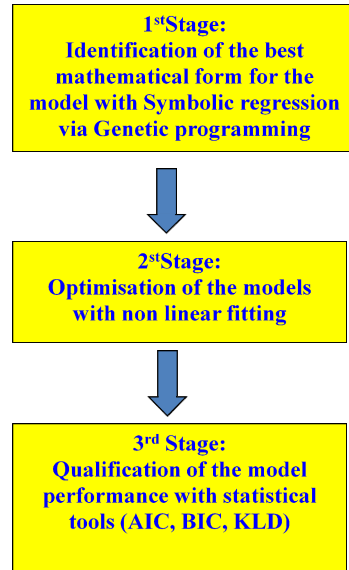 1stStage:
Identification of the best
mathematical form for the
model with Symbolic regression
via Genetic programming
2stStage:
Optimisation of the models
with non linear fitting
3rd Stage:
Qualification of the model
performance with statistical
tools (AIC, BIC, KLD)